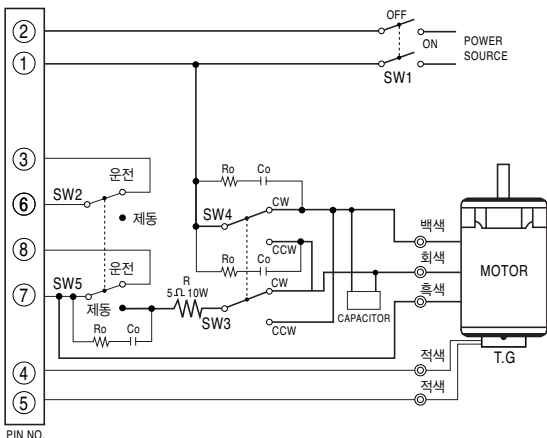 OFF
②
ON
POWER
SOURCE
①
SW1
③
운전
Ro
Co
⑥
SW2
제동
SW4
CW
백색
CCW
⑧
운전
Ro
Co
회색
MOTOR
CW
⑦
SW5
제동
R
5Ω 10W
흑색
SW3
CCW
CAPACITOR
Ro
Co
④
적색
T.G
⑤
적색
PIN NO.